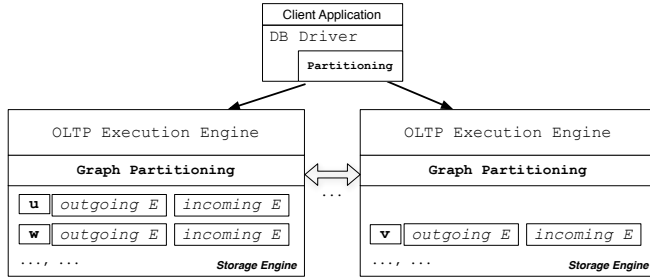 Client Application
DB Driver
Partitioning
OLTP Execution Engine
Graph Partitioning
u outgoing E incoming E
w outgoing E incoming E
..., ...
Storage Engine
...
OLTP Execution Engine
Graph Partitioning
v outgoing E incoming E
..., ...
Storage Engine